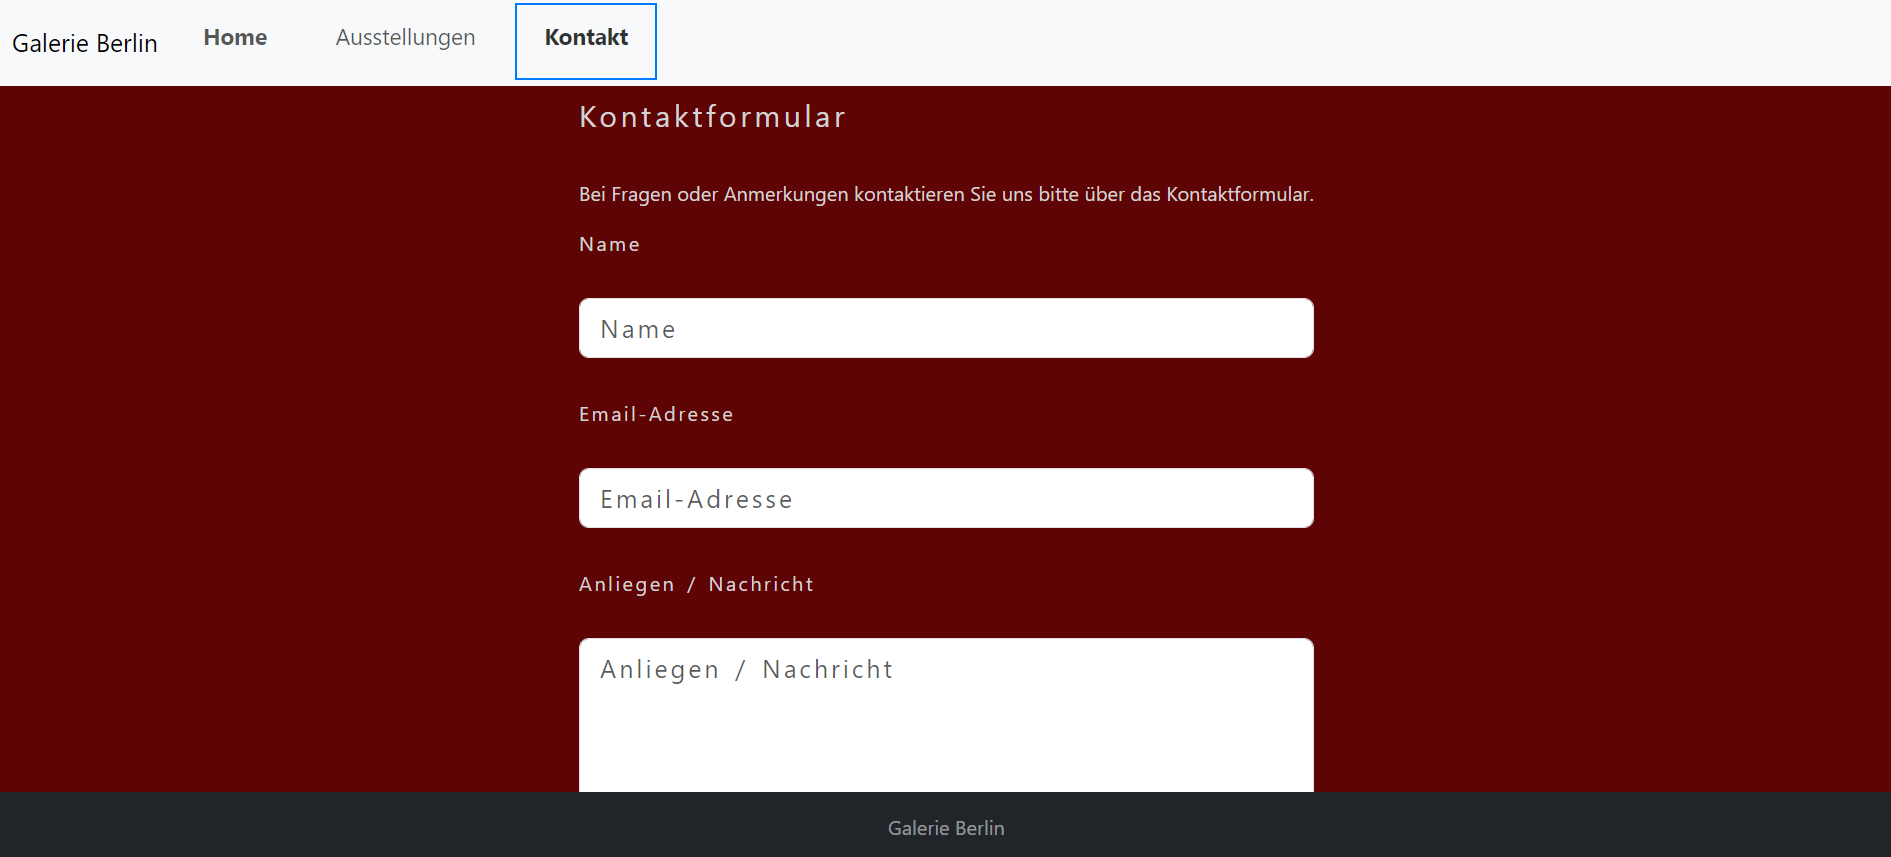 Galerie Berlin Home Ausstellungen Kontakt
Kontaktformular
Bei Fragen oder Anmerkungen kontaktieren Sie uns bitte über das Kontaktformular.
Name
Name
Email-Adresse
Email-Adresse
Anliegen / Nachricht
Anliegen / Nachricht
Galerie Berlin